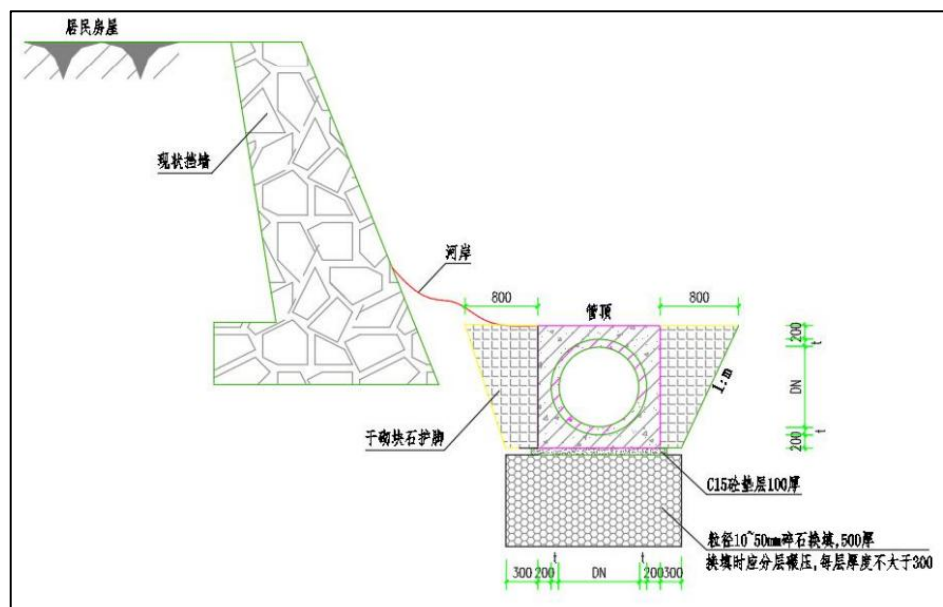 居民房屋
现状挡墙
河岸
800
管顶
800
200
t
DN
1:m
t
200
干砌块石护脚
C15砼垫层100厚
粒径10~50mm碎石换填,500厚
换填时应分层碾压,每层厚度不大于300
300 200 t DN t 200 300